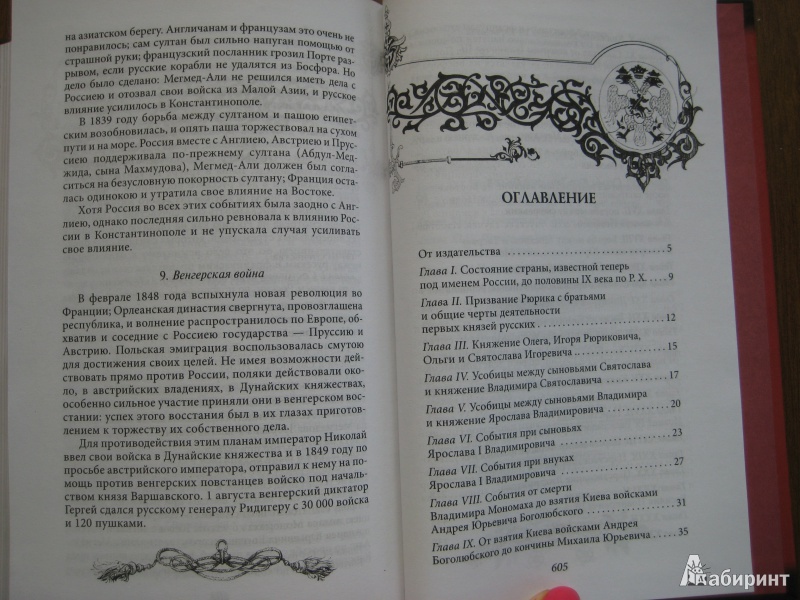 на азиатском берегу. Англичанам и французам это очень не
понравилось; сам султан был сильно напуган помощью от
страшной руки; французский посланник грозил Порте раз-
рывом, если русские корабли не удалятся из Босфора. Но
дело было сделано: Мегмед-Али не решился иметь дела с
Россиею и отозвал свои войска из Малой Азии, и русское
влияние усилилось в Константинополе.
В 1839 году борьба между султаном и пашою египет-
ским возобновилась, и опять паша торжествовал на сухом
пути и на море. Россия вместе с Англиею, Австриею и Прус-
сиею поддерживала по-прежнему султана (Абдул-Мед-
жида, сына Махмудова), Мегмед-Али должен был согла-
ситься на безусловную покорность султану; Франция оста-
лась одинокою и утратила свое влияние на Востоке.
Хотя Россия во всех этих событиях была заодно с Анг-
лиею, однако последняя сильно ревновала к влиянию Рос-
сии в Константинополе и не упускала случая усиливать
свое влияние.
9. Венгерская война
В феврале 1848 года вспыхнула новая революция во
Франции; Орлеанская династия свергнута, провозглашена
республика, и волнение распространилось по Европе, об-
хватив и соседние с Россиею государства — Пруссию и
Австрию. Польская эмиграция воспользовалась смутою
для достижения своих целей. Не имея возможности дей-
ствовать прямо против России, поляки действовали око-
ло, в австрийских владениях, в Дунайских княжествах,
особенно сильное участие приняли они в венгерском вос-
стании: успех этого восстания был в их глазах приготов-
лением к торжеству их собственного дела.
Для противодействия этим планам император Николай
ввел свои войска в Дунайские княжества и в 1849 году по
просьбе австрийского императора, отправил к нему на по-
мощь против венгерских повстанцев войско под началь-
ством князя Варшавского. 1 августа венгерский диктатор
Гергей сдался русскому генералу Ридигеру с 30 000 войска
и 120 пушками.
ОГЛАВЛЕНИЕ
От издательства 5
Глава I. Состояние страны, известной теперь
под именем России, до половины IX века по Р. Х. 9
Глава II. Призвание Рюрика с братьями
и общие черты деятельности
первых князей русских 12
Глава III. Княжение Олега, Игоря Рюриковича,
Ольги и Святослава Игоревича 15
Глава IV. Усобицы между сыновьями Святослава
и княжение Владимира Святославича 17
Глава V. Усобицы между сыновьями Владимира
и княжение Ярослава Владимировича 20
Глава VI. События при сыновьях
Ярослава I Владимировича 23
Глава VII. События при внуках
Ярослава I Владимировича 27
Глава VIII. События от смерти
Владимира Мономаха до взятия Киева войсками
Андрея Юрьевича Боголюбского 31
Глава IX. От взятия Киева войсками Андрея
Боголюбского до кончины Михаила Юрьевича 35
605
Лабиринт